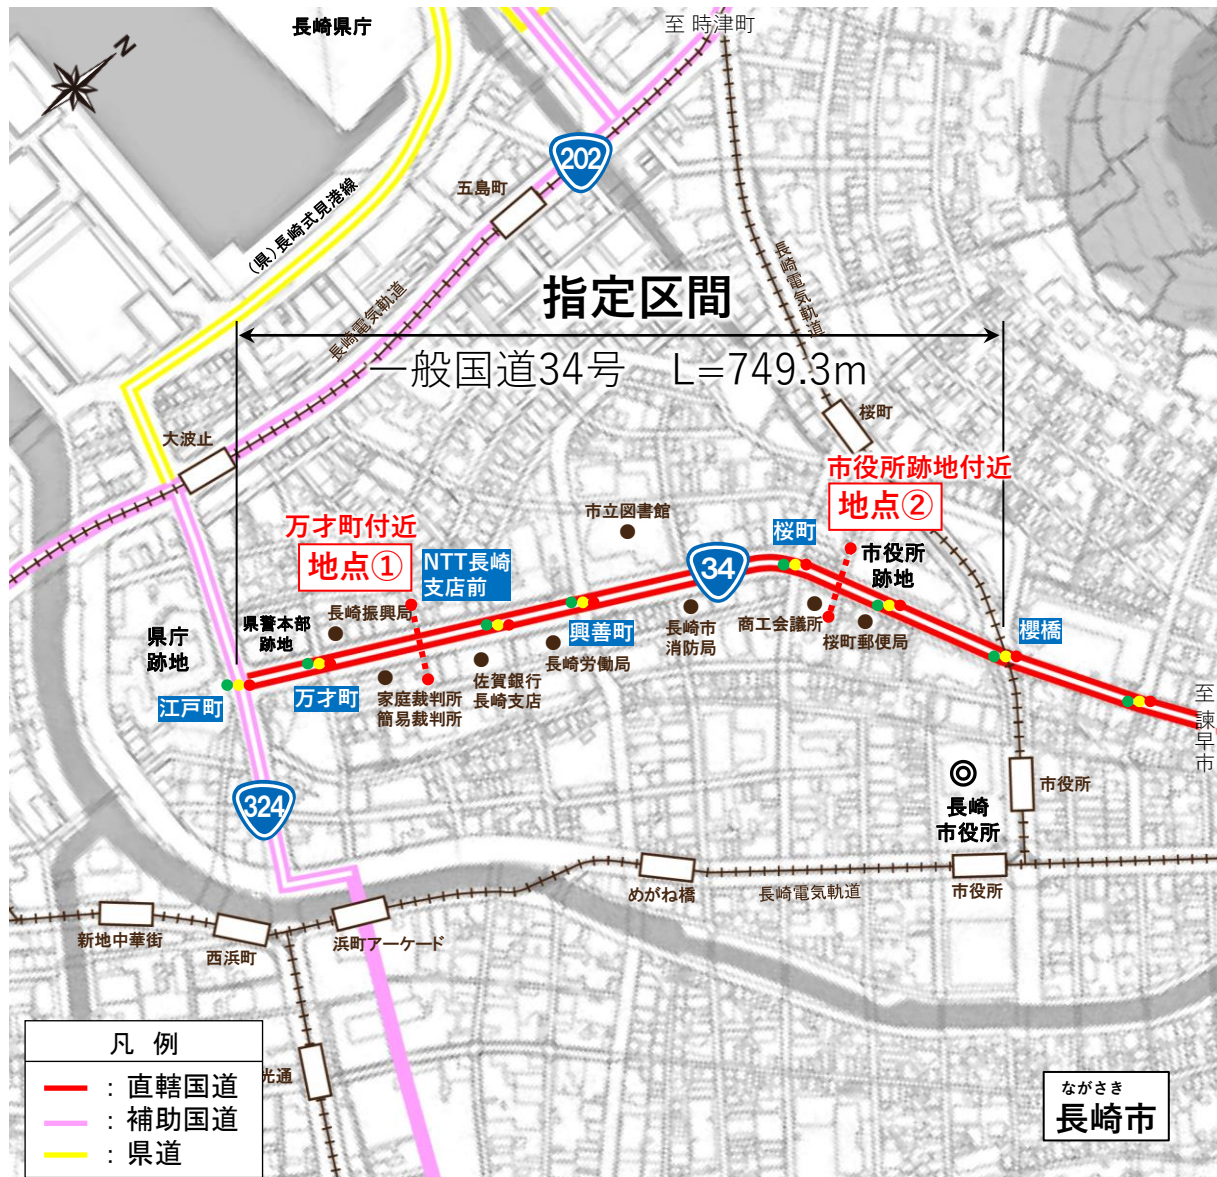 長崎県庁
至 時津町
N
202
五島町
(県)長崎式見港線
長崎電気軌道
長崎電気軌道
指定区間
一般国道34号 L=749.3m
大波止
桜町
市役所跡地付近
地点②
市立図書館
万才町付近
地点①
NTT長崎
支店前
桜町
34
市役所
跡地
長崎振興局
県警本部
跡地
県庁
跡地
興善町
長崎市
消防局
商工会議所
桜町郵便局
櫻橋
長崎労働局
佐賀銀行
長崎支店
家庭裁判所
簡易裁判所
万才町
江戸町
至 諫早市
324
市役所
長崎
市役所
めがね橋
長崎電気軌道
市役所
新地中華街
西浜町
浜町アーケード
凡 例
:直轄国道
:補助国道
:県道
光通
ながさき
長崎市